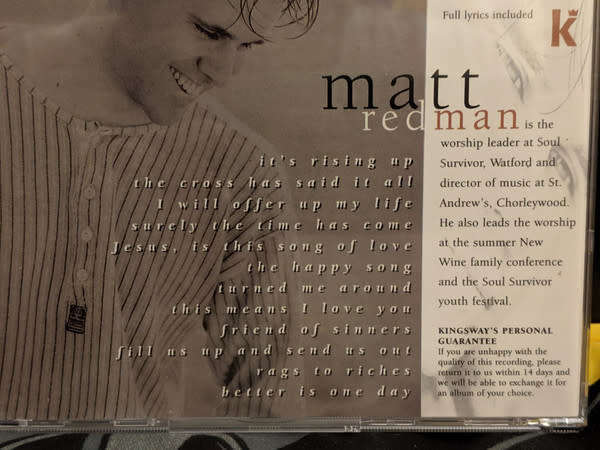 Full lyrics included
K
matt
redman is the
worship leader at Soul
Survivor, Watford and
director of music at St.
Andrew's, Chorleywood.
He also leads the worship
at the summer New
Wine family conference
and the Soul Survivor
youth festival.
it's rising up
the cross has said it all
I will offer up my life
surely the time has come
Jesus, is this song of love
the happy song
turned me around
this means I love you
friend of sinners
fill us up and send us out
rags to riches
better is one day
KINGSWAY'S PERSONAL
GUARANTEE
If you are unhappy with the
quality of this recording, please
return it to us within 14 days and
we will be able to exchange it for
an album of your choice.